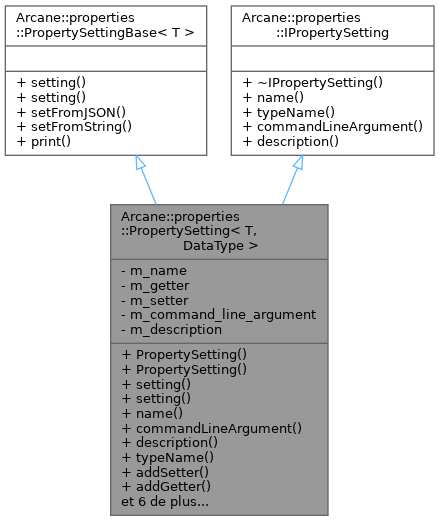 Arcane::properties
::PropertySettingBase< T >
+ setting()
+ setting()
+ setFromJSON()
+ setFromString()
+ print()
Arcane::properties
::IPropertySetting
+ ~IPropertySetting()
+ name()
+ typeName()
+ commandLineArgument()
+ description()
Arcane::properties
::PropertySetting< T,
DataType >
- m_name
- m_getter
- m_setter
- m_command_line_argument
- m_description
+ PropertySetting()
+ PropertySetting()
+ setting()
+ setting()
+ name()
+ commandLineArgument()
+ description()
+ typeName()
+ addSetter()
+ addGetter()
et 6 de plus...